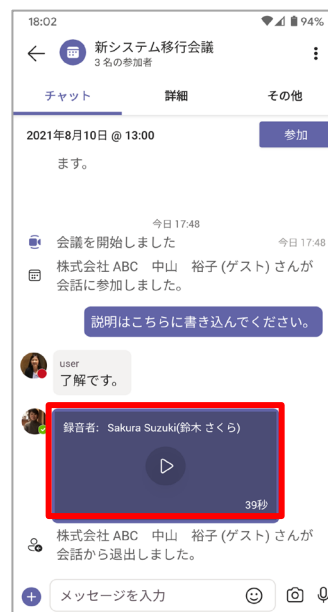 18:02
94%
新システム移行会議
3 名の参加者
チャット
詳細
その他
2021年8月10日 @ 13:00
参加
ます。
今日 17:48
会議を開始しました
今日 17:48
株式会社 ABC 中山 裕子 (ゲスト) さんが
会話に参加しました。
説明はこちらに書き込んでください。
user
了解です。
録音者: Sakura Suzuki(鈴木 さくら)
39秒
株式会社 ABC 中山 裕子 (ゲスト) さんが
会話から退出しました。
メッセージを入力